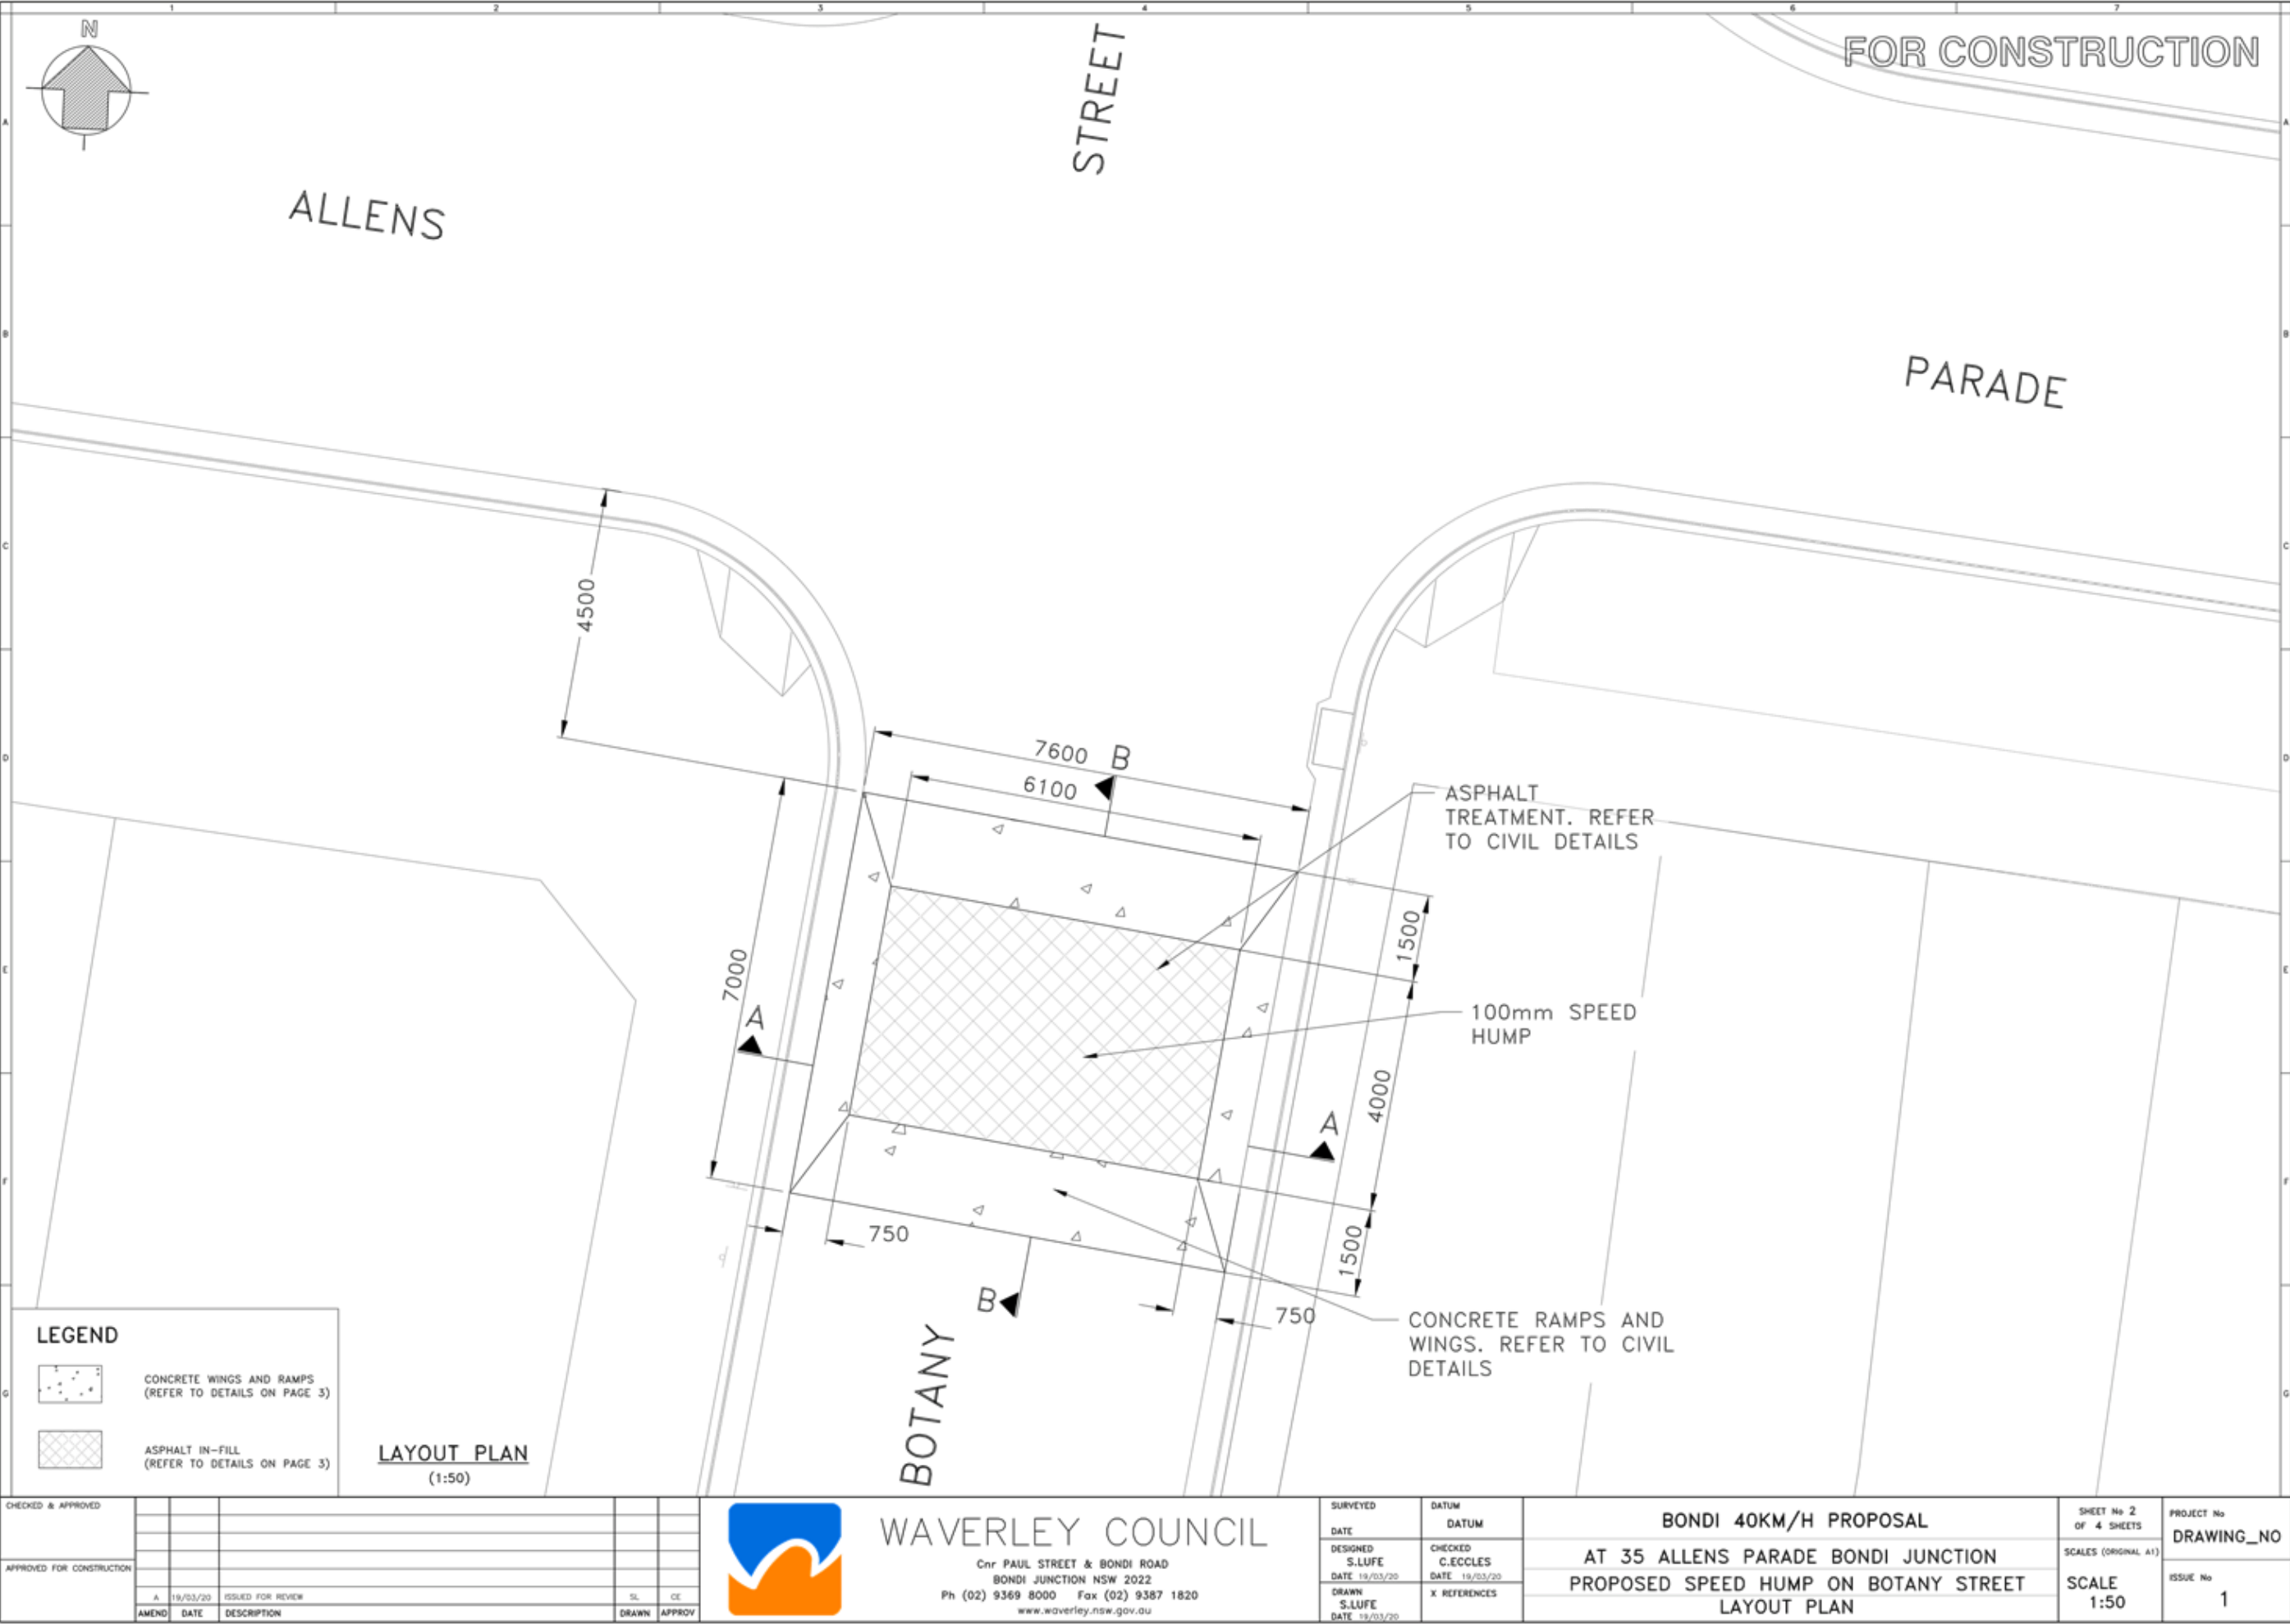 1 2 3 4 5 6 7
N
FOR CONSTRUCTION
STREET
A A
ALLENS
B B
PARADE
C C
4500
D D
7600 B
6100
ASPHALT
TREATMENT. REFER
TO CIVIL DETAILS
1500
E E
7000
A
100mm SPEED
HUMP
4000
A
F F
750
1500
B
750
CONCRETE RAMPS AND
WINGS. REFER TO CIVIL
DETAILS
BOTANY
G G
LEGEND
CONCRETE WINGS AND RAMPS
(REFER TO DETAILS ON PAGE 3)
ASPHALT IN-FILL
(REFER TO DETAILS ON PAGE 3)
LAYOUT PLAN
(1:50)
CHECKED & APPROVED
APPROVED FOR CONSTRUCTION
A 19/03/20 ISSUED FOR REVIEW SL CE
AMEND DATE DESCRIPTION DRAWN APPROV
WAVERLEY COUNCIL
Cnr PAUL STREET & BONDI ROAD
BONDI JUNCTION NSW 2022
Ph (02) 9369 8000 Fax (02) 9387 1820
www.waverley.nsw.gov.au
SURVEYED
DATE
DESIGNED
S.LUFE
DATE 19/03/20
DRAWN
S.LUFE
DATE 19/03/20
DATUM
DATUM
CHECKED
C.ECCLES
DATE 19/03/20
X REFERENCES
BONDI 40KM/H PROPOSAL
AT 35 ALLENS PARADE BONDI JUNCTION
PROPOSED SPEED HUMP ON BOTANY STREET
LAYOUT PLAN
SHEET No 2
OF 4 SHEETS
SCALES (ORIGINAL A1)
SCALE
1:50
PROJECT No
DRAWING_NO
ISSUE No
1